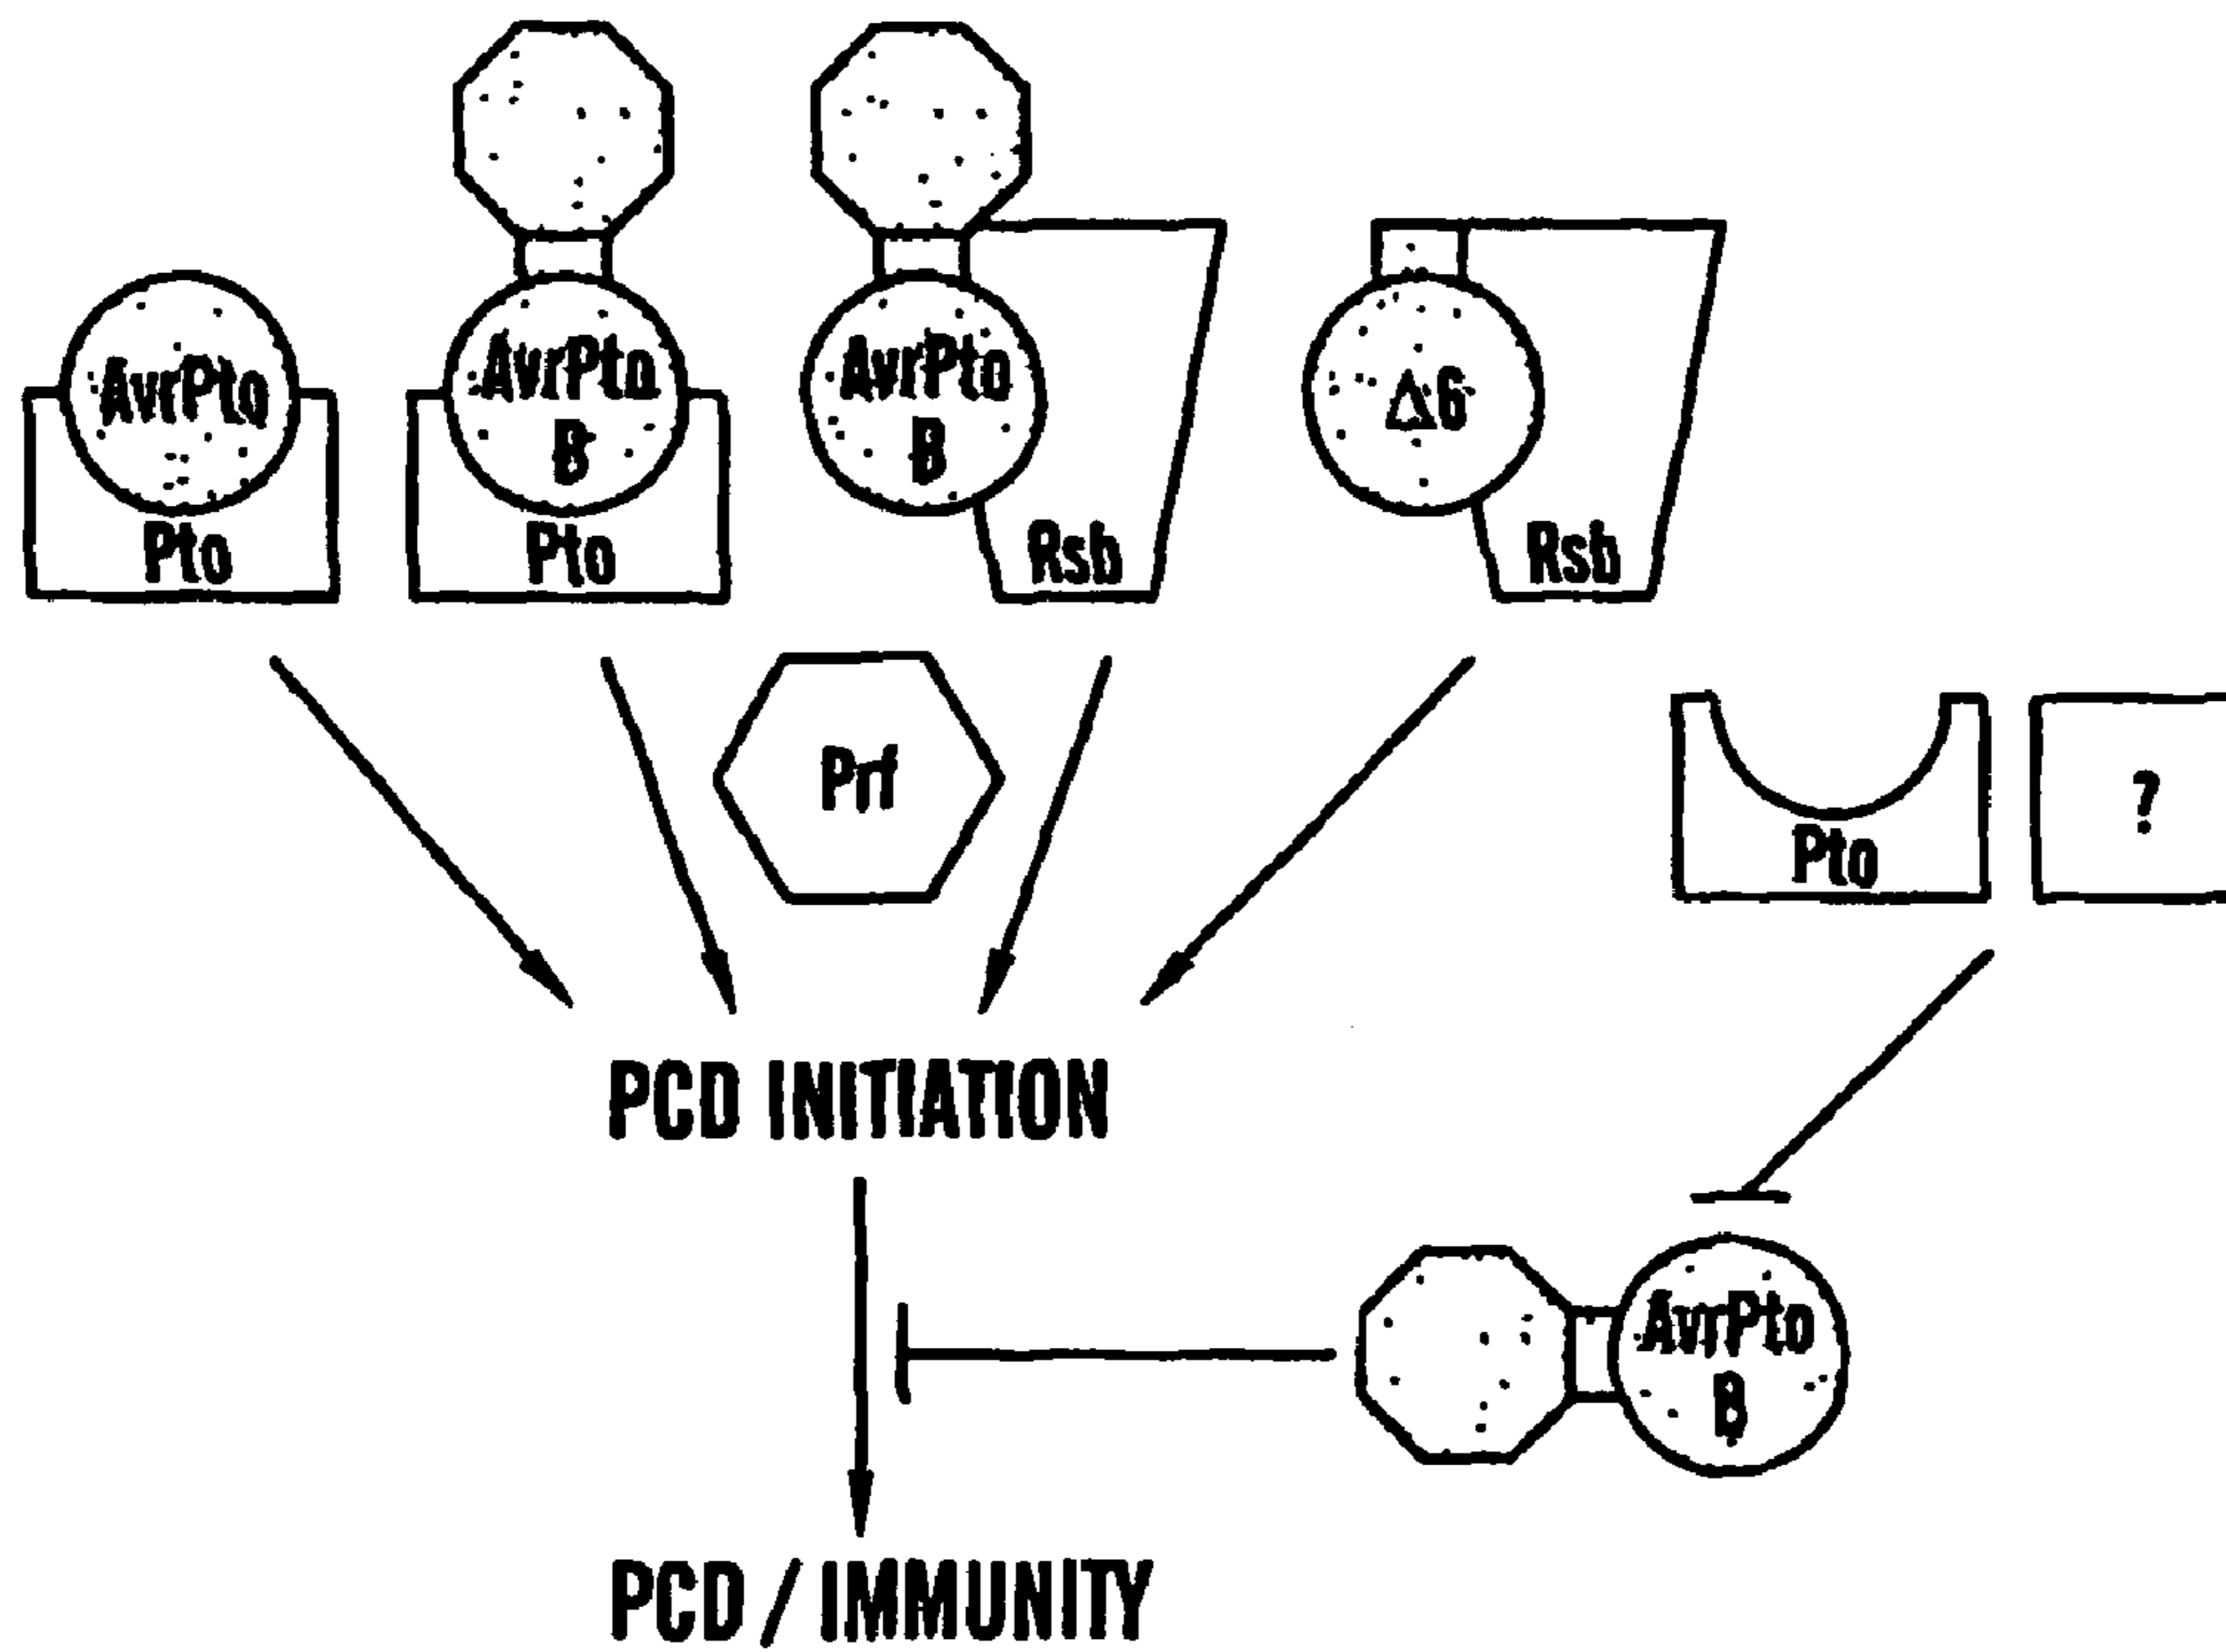 AvrPto
Pto
AvrPto
B
Pto
AvrPto
B
Rsb
Δ6
Rsb
Prf
Pto
?
PCD INITIATION
AvrPto
B
PCD / IMMUNITY